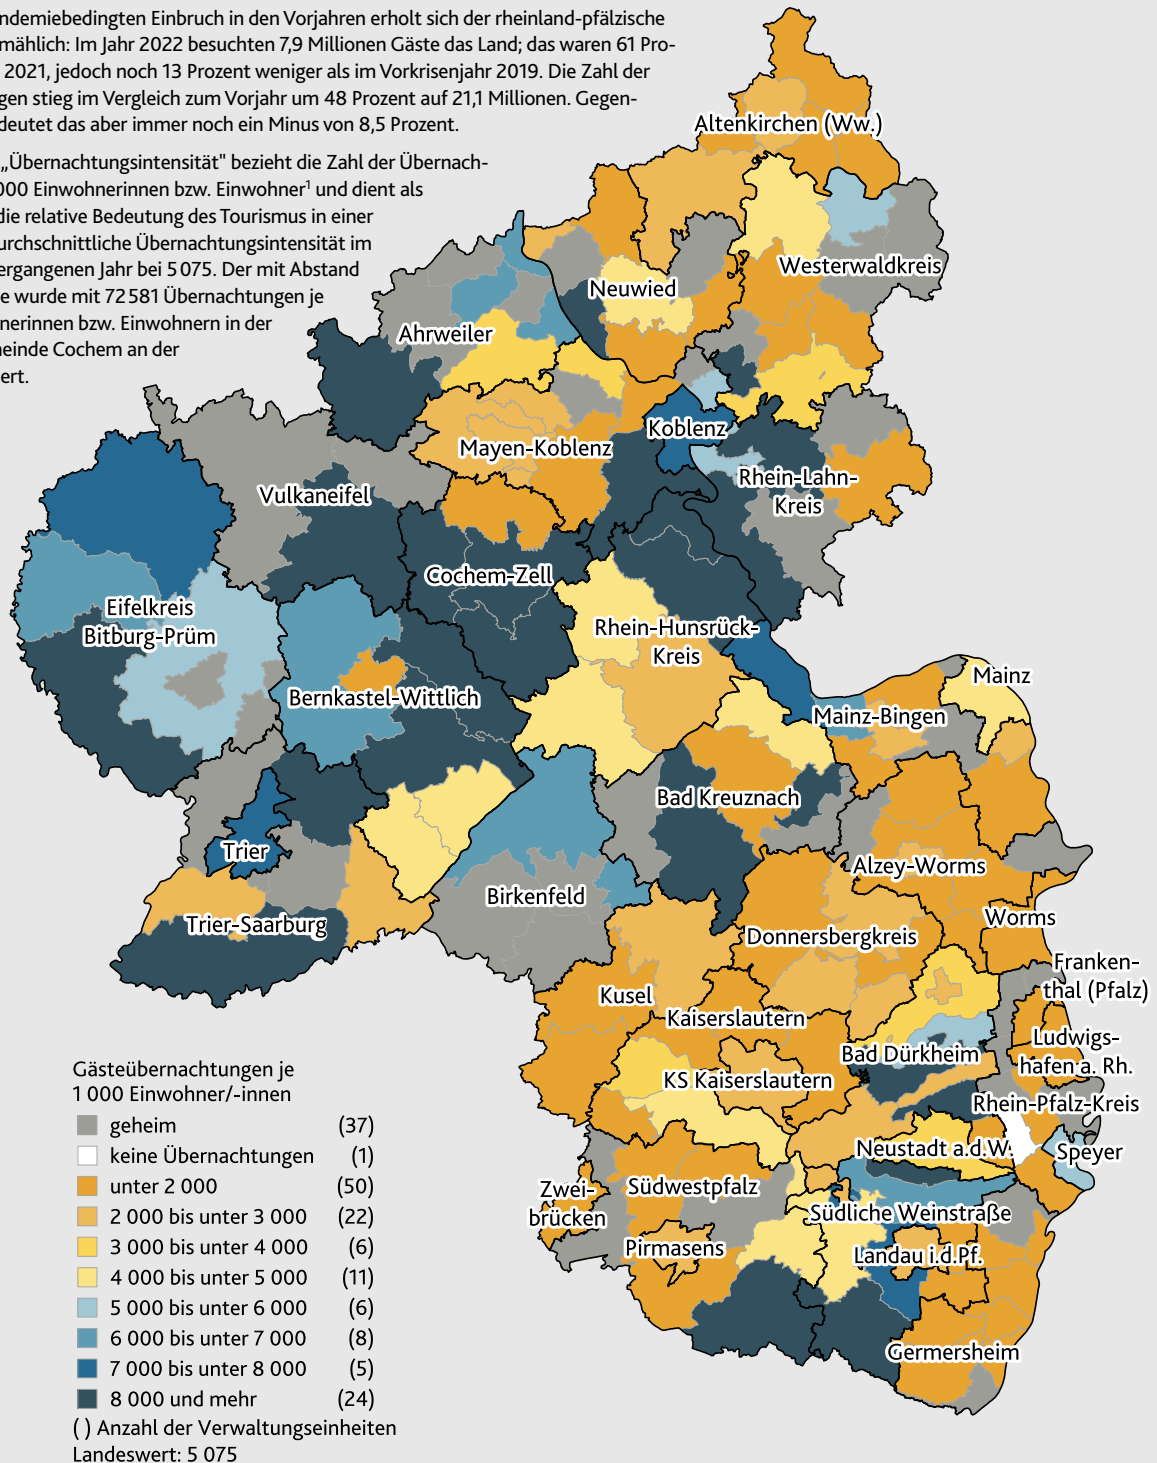 ndemiebedingten Einbruch in den Vorjahren erholt sich der rheinland-pfälzische
mählich: Im Jahr 2022 besuchten 7,9 Millionen Gäste das Land; das waren 61 Pro-
2021, jedoch noch 13 Prozent weniger als im Vorkrisenjahr 2019. Die Zahl der
gen stieg im Vergleich zum Vorjahr um 48 Prozent auf 21,1 Millionen. Gegen-
deutet das aber immer noch ein Minus von 8,5 Prozent.
„Übernachtungsintensität" bezieht die Zahl der Übernach-
000 Einwohnerinnen bzw. Einwohner¹ und dient als
die relative Bedeutung des Tourismus in einer
urchschnittliche Übernachtungsintensität im
ergangenen Jahr bei 5 075. Der mit Abstand
e wurde mit 72 581 Übernachtungen je
nerinnen bzw. Einwohnern in der
neinde Cochem an der
ert.
Altenkirchen (Ww.)
Westerwaldkreis
Neuwied
Ahrweiler
Koblenz
Mayen-Koblenz
Rhein-Lahn-
Kreis
Vulkaneifel
Cochem-Zell
Eifelkreis
Bitburg-Prüm
Rhein-Hunsrück-
Kreis
Bernkastel-Wittlich
Mainz
Mainz-Bingen
Bad Kreuznach
Trier
Alzey-Worms
Birkenfeld
Trier-Saarburg
Worms
Donnersbergkreis
Franken-
thal (Pfalz)
Kusel
Kaiserslautern
Ludwigs-
hafen a. Rh.
Bad Dürkheim
KS Kaiserslautern
Rhein-Pfalz-Kreis
Neustadt a.d.W.
Speyer
Zwei-
brücken
Südwestpfalz
Südliche Weinstraße
Pirmasens
Landau i.d.Pf.
Germersheim
Gästeübernachtungen je
1 000 Einwohner/-innen
geheim (37)
keine Übernachtungen (1)
unter 2 000 (50)
2 000 bis unter 3 000 (22)
3 000 bis unter 4 000 (6)
4 000 bis unter 5 000 (11)
5 000 bis unter 6 000 (6)
6 000 bis unter 7 000 (8)
7 000 bis unter 8 000 (5)
8 000 und mehr (24)
( ) Anzahl der Verwaltungseinheiten
Landeswert: 5 075